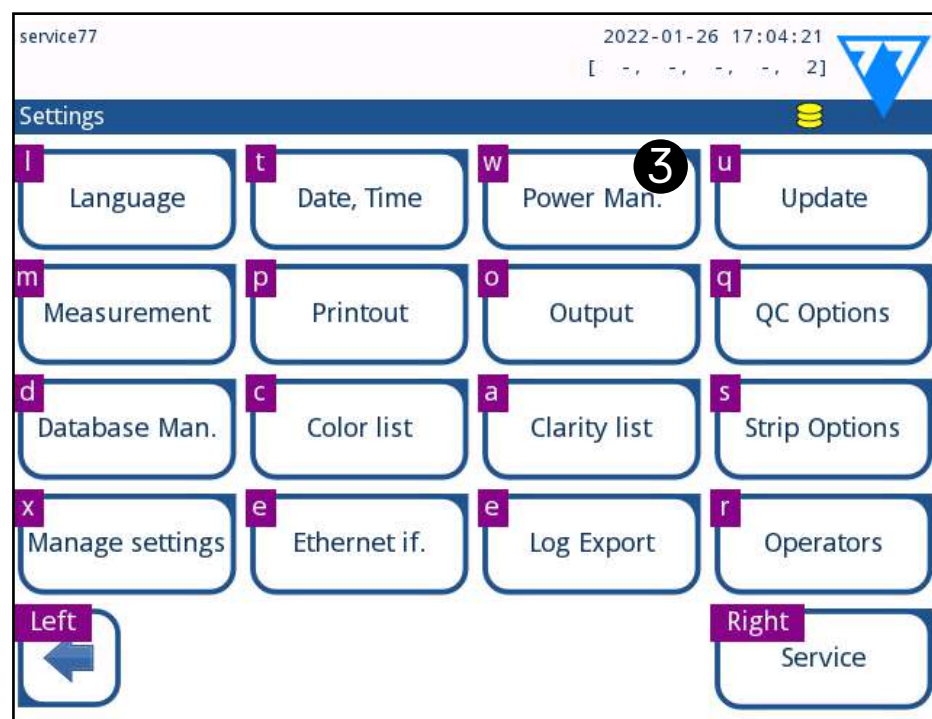 service77 2022-01-26 17:04:21
[ -, -, -, -, 2]
77
Settings
l t w 3 u
Language Date, Time Power Man. Update
m p o q
Measurement Printout Output QC Options
d c a s
Database Man. Color list Clarity list Strip Options
x e e r
Manage settings Ethernet if. Log Export Operators
Left Right
Service